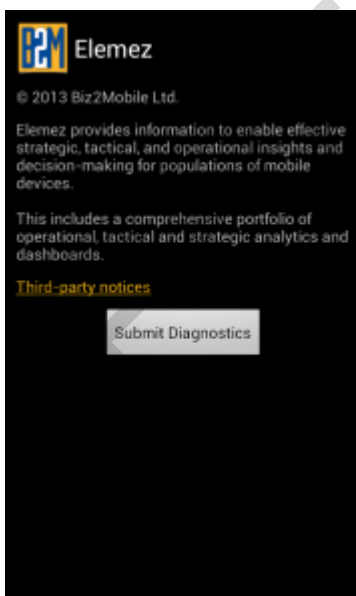 B2M Elemez
© 2013 Biz2Mobile Ltd.
Elemez provides information to enable effective
strategic, tactical, and operational insights and
decision-making for populations of mobile
devices.
This includes a comprehensive portfolio of
operational, tactical and strategic analytics and
dashboards.
Third-party notices
Submit Diagnostics